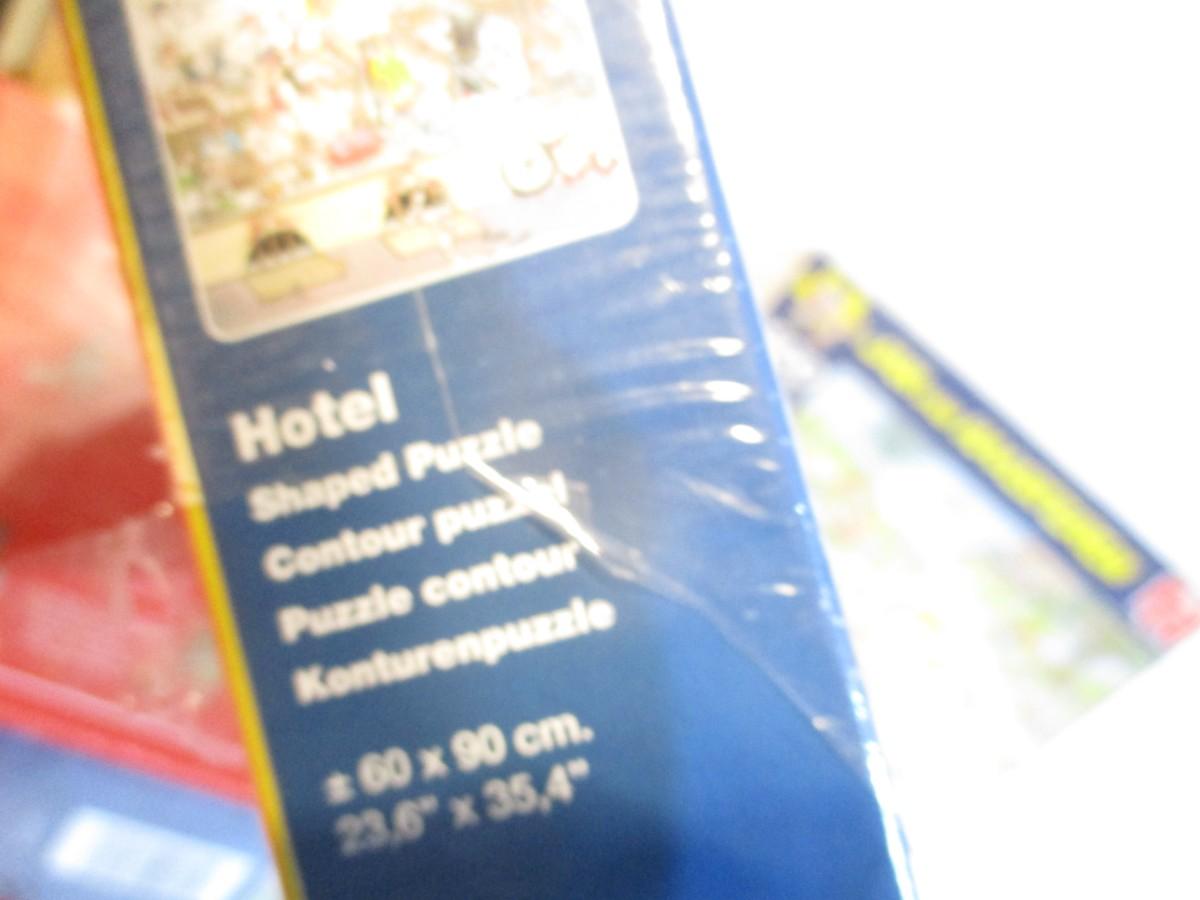 Hotel
Shaped Puzzle
Contour puzzel
Puzzle contour
Konturenpuzzle
± 60 x 90 cm.
23,6" x 35,4"